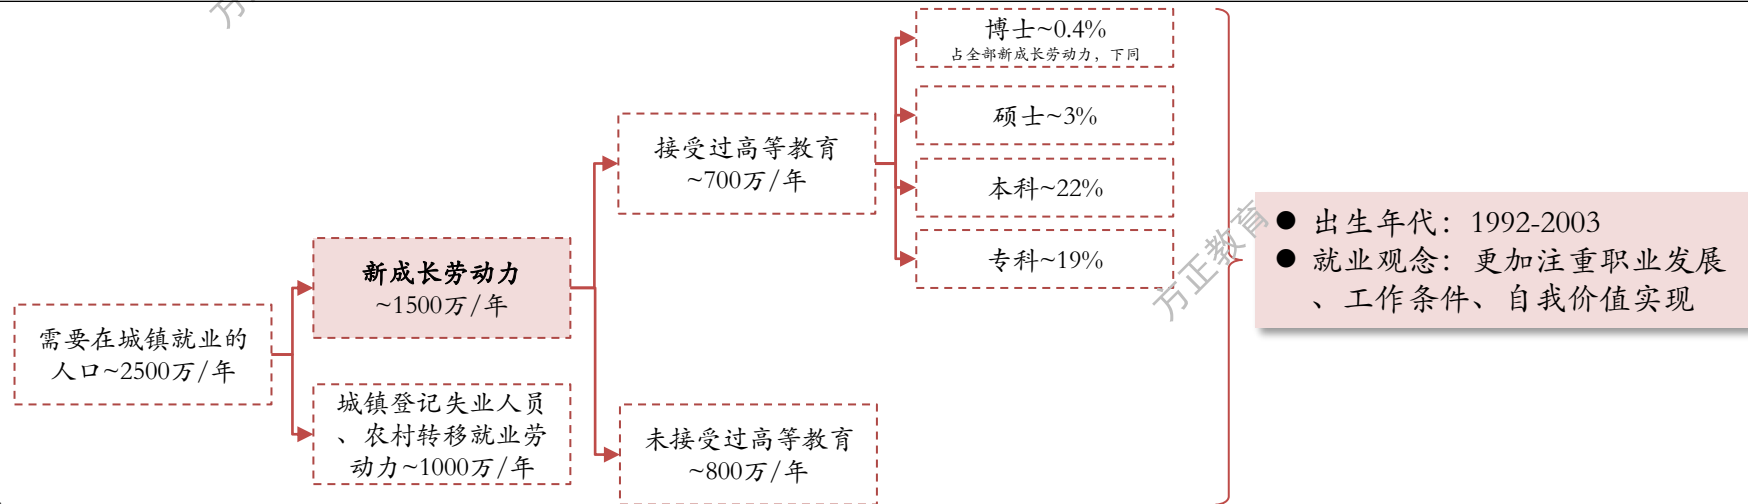 博士~0.4%
占全部新成长劳动力，下同
硕士~3%
接受过高等教育
~700万/年
本科~22%
专科~19%
新成长劳动力
~1500万/年
需要在城镇就业的
人口~2500万/年
城镇登记失业人员
、农村转移就业劳
动力~1000万/年
未接受过高等教育
~800万/年
● 出生年代：1992-2003
● 就业观念：更加注重职业发展
、工作条件、自我价值实现
方正教育